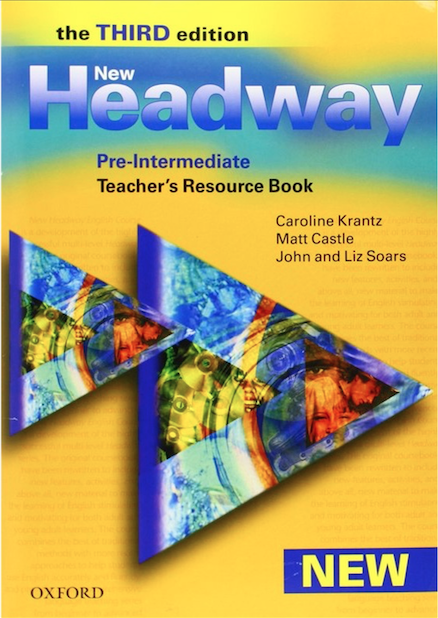 the THIRD edition
New
Headway
Pre-Intermediate
Teacher's Resource Book
Caroline Krantz
Matt Castle
John and Liz Soars
NEW
OXFORD